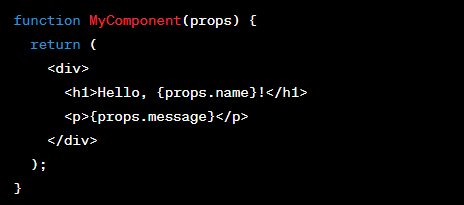 function MyComponent(props) {
  return (
    <div>
      <h1>Hello, {props.name}!</h1>
      <p>{props.message}</p>
    </div>
  );
}